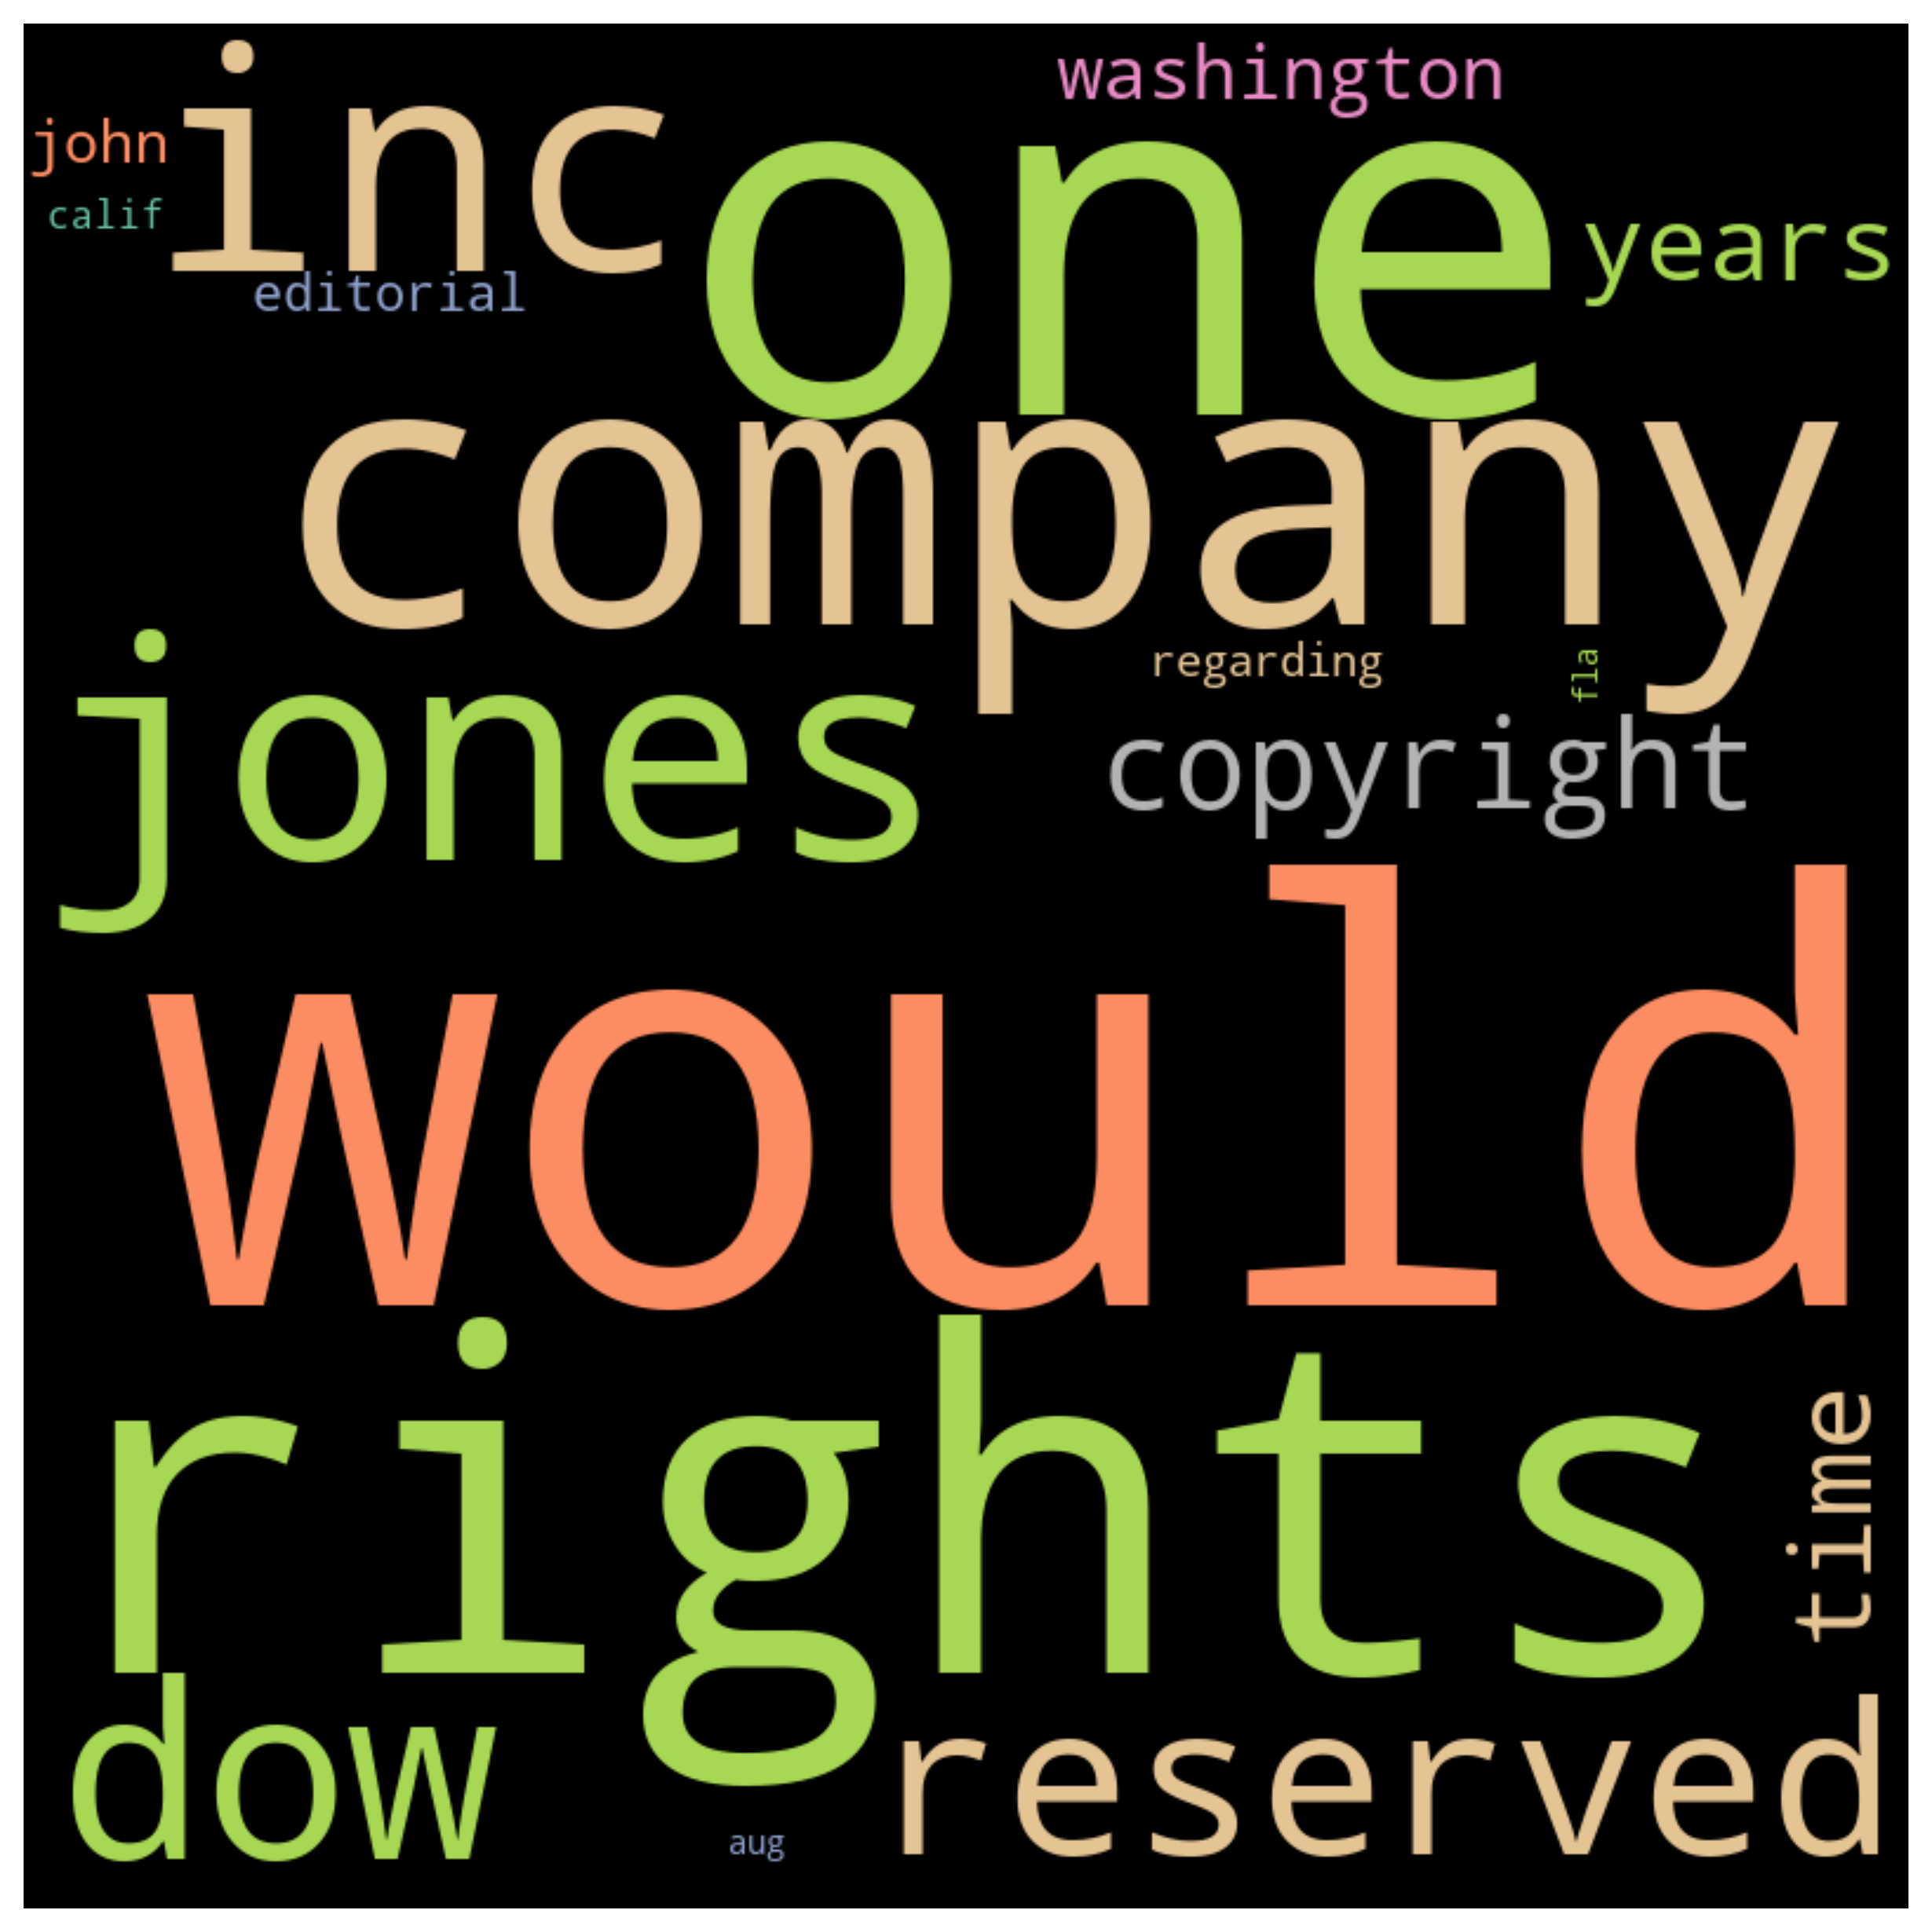 washington
inc
john
one
calif
years
editorial
company
regarding
fla
jones
copyright
would
rights
time
dow
reserved
aug